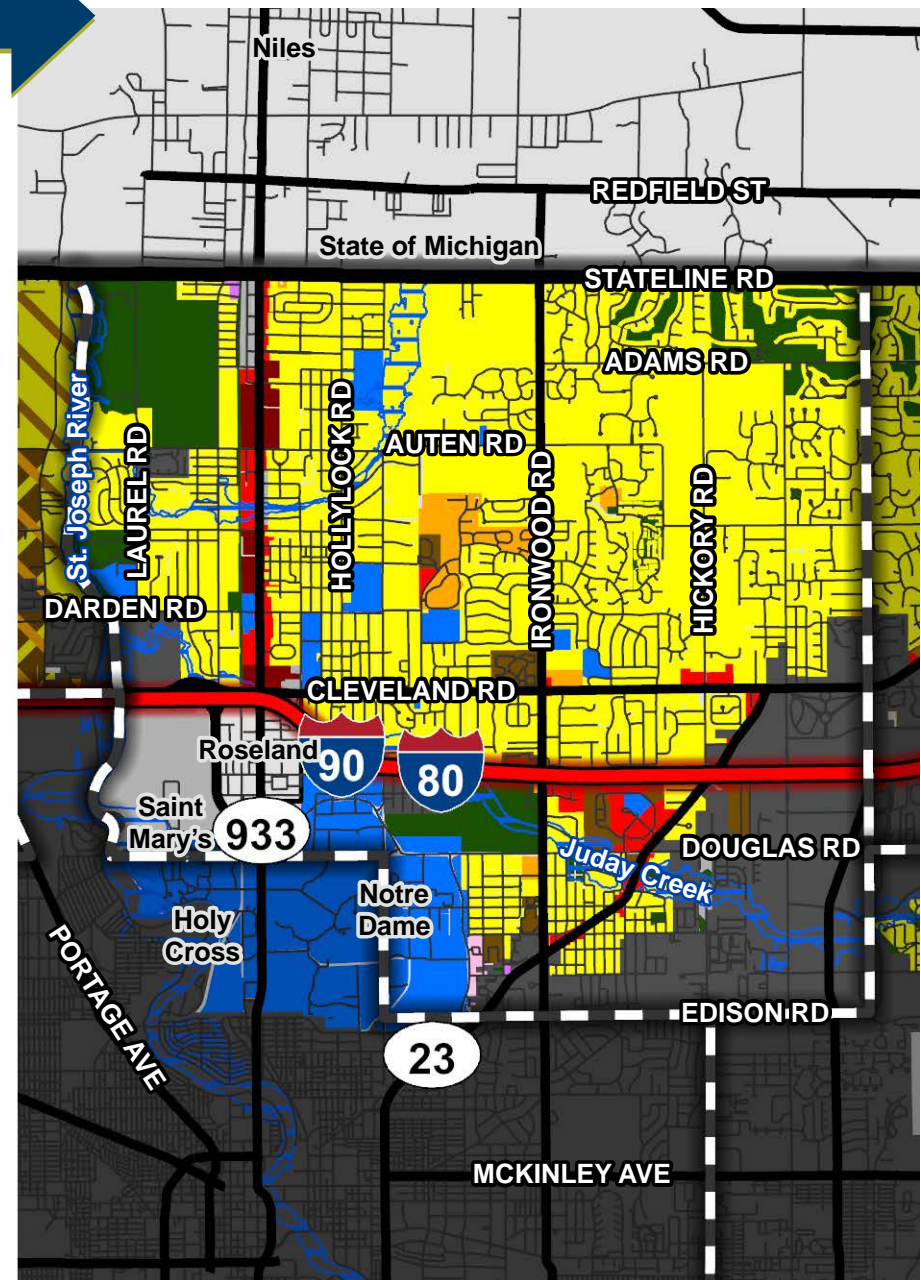 Niles
REDFIELD ST
State of Michigan
STATELINE RD
ADAMS RD
St. Joseph River
LAUREL RD
HOLLYLOCK RD
AUTEN RD
IRONWOOD RD
HICKORY RD
DARDEN RD
CLEVELAND RD
Roseland
90
80
Saint
Mary's
933
DOUGLAS RD
Juday Creek
Notre
Dame
Holy
Cross
PORTAGE AVE
EDISON RD
23
MCKINLEY AVE